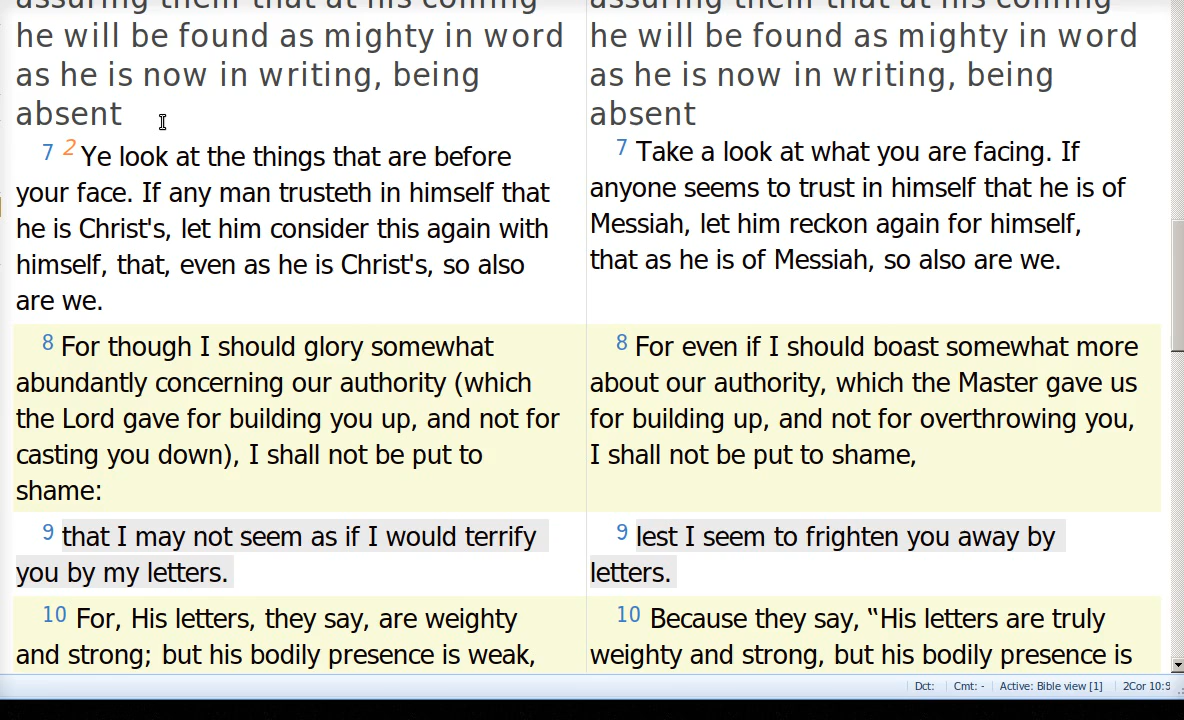 assuring them that at his coming
he will be found as mighty in word
as he is now in writing, being
absent
7 2 Ye look at the things that are before
your face. If any man trusteth in himself that
he is Christ's, let him consider this again with
himself, that, even as he is Christ's, so also
are we.
8 For though I should glory somewhat
abundantly concerning our authority (which
the Lord gave for building you up, and not for
casting you down), I shall not be put to
shame:
9 that I may not seem as if I would terrify
you by my letters.
10 For, His letters, they say, are weighty
and strong; but his bodily presence is weak,
assuring them that at his coming
he will be found as mighty in word
as he is now in writing, being
absent
7 Take a look at what you are facing. If
anyone seems to trust in himself that he is of
Messiah, let him reckon again for himself,
that as he is of Messiah, so also are we.
8 For even if I should boast somewhat more
about our authority, which the Master gave us
for building up, and not for overthrowing you,
I shall not be put to shame,
9 lest I seem to frighten you away by
letters.
10 Because they say, “His letters are truly
weighty and strong, but his bodily presence is
Dct: Cmt: - Active: Bible view [1] 2Cor 10:9